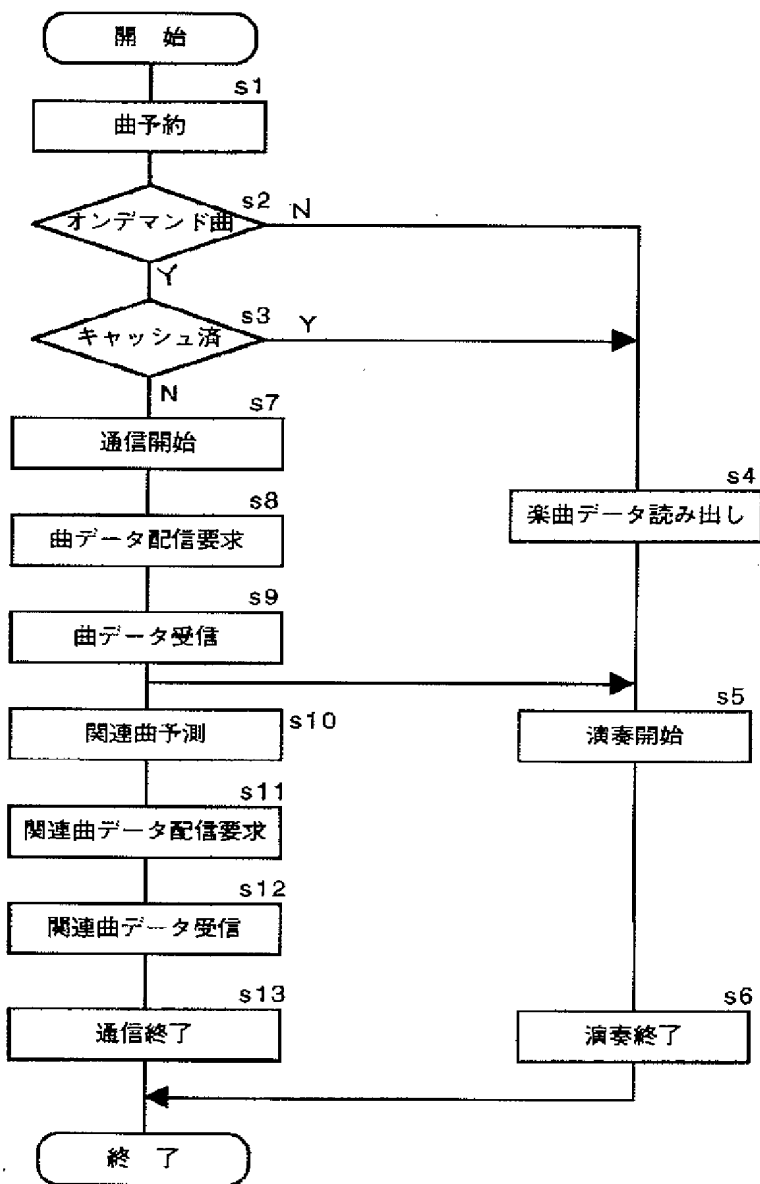 開 始
s1
曲予約
s2
オンデマンド曲
N
Y
s3
キャッシュ済
Y
N
s7
通信開始
s4
楽曲データ読み出し
s8
曲データ配信要求
s9
曲データ受信
s5
演奏開始
関連曲予測
s10
s11
関連曲データ配信要求
s12
関連曲データ受信
s13
通信終了
s6
演奏終了
終 了